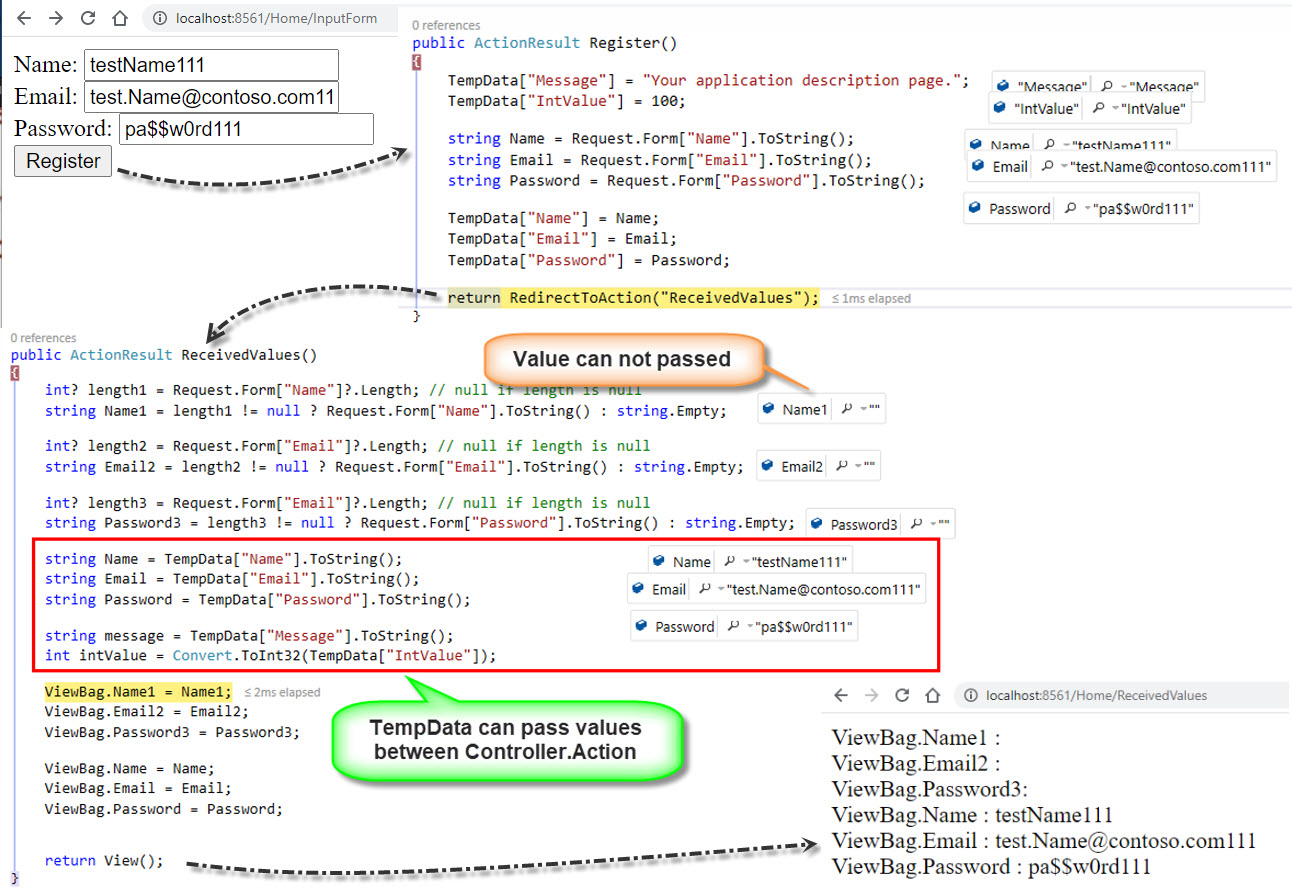 localhost:8561/Home/InputForm
Name: testName111
Email: test.Name@contoso.com11
Password: pa$$w0rd111
Register
0 references
public ActionResult Register()
{
TempData["Message"] = "Your application description page."; "Message" "Message"
TempData["IntValue"] = 100; "IntValue" "IntValue"
string Name = Request.Form["Name"].ToString(); Name "testName111"
string Email = Request.Form["Email"].ToString(); Email "test.Name@contoso.com111"
string Password = Request.Form["Password"].ToString(); Password "pa$$w0rd111"
TempData["Name"] = Name;
TempData["Email"] = Email;
TempData["Password"] = Password;
return RedirectToAction("ReceivedValues"); ≤ 1ms elapsed
}
0 references
public ActionResult ReceivedValues()
{
Value can not passed
int? length1 = Request.Form["Name"]?.Length; // null if length is null
string Name1 = length1 != null ? Request.Form["Name"].ToString() : string.Empty; Name1 ""
int? length2 = Request.Form["Email"]?.Length; // null if length is null
string Email2 = length2 != null ? Request.Form["Email"].ToString() : string.Empty; Email2 ""
int? length3 = Request.Form["Email"]?.Length; // null if length is null
string Password3 = length3 != null ? Request.Form["Password"].ToString() : string.Empty; Password3 ""
string Name = TempData["Name"].ToString(); Name "testName111"
string Email = TempData["Email"].ToString(); Email "test.Name@contoso.com111"
string Password = TempData["Password"].ToString(); Password "pa$$w0rd111"
string message = TempData["Message"].ToString();
int intValue = Convert.ToInt32(TempData["IntValue"]);
ViewBag.Name1 = Name1; ≤ 2ms elapsed
ViewBag.Email2 = Email2;
ViewBag.Password3 = Password3;
ViewBag.Name = Name;
ViewBag.Email = Email;
ViewBag.Password = Password;
return View();
}
TempData can pass values
between Controller.Action
localhost:8561/Home/ReceivedValues
ViewBag.Name1 :
ViewBag.Email2 :
ViewBag.Password3:
ViewBag.Name : testName111
ViewBag.Email : test.Name@contoso.com111
ViewBag.Password : pa$$w0rd111